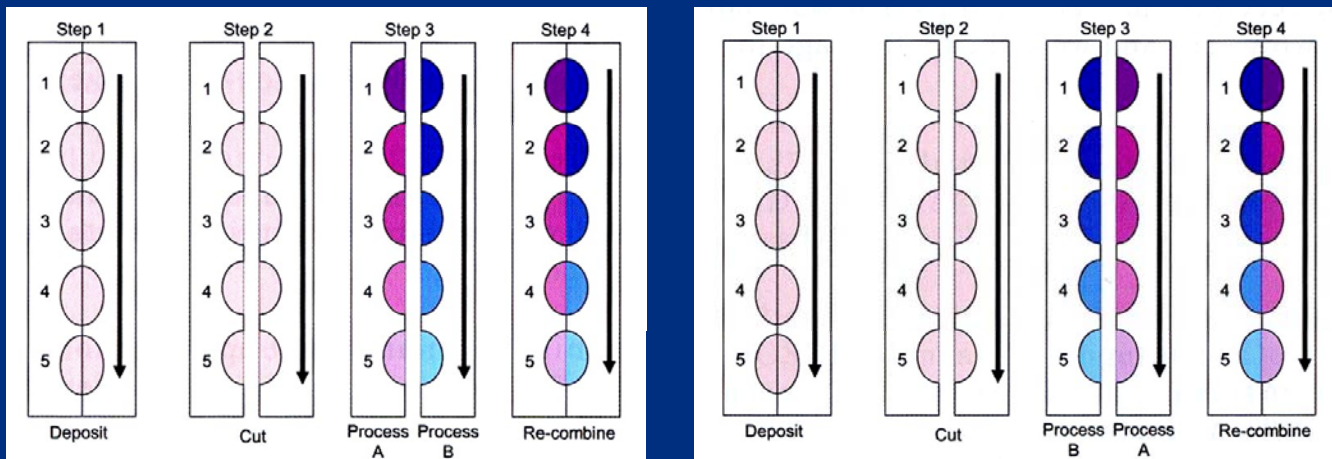 Step 1 Step 2 Step 3 Step 4
1 1 1 1
2 2 2 2
3 3 3 3
4 4 4 4
5 5 5 5
Deposit Cut Process A Process B Re-combine
Step 1 Step 2 Step 3 Step 4
1 1 1 1
2 2 2 2
3 3 3 3
4 4 4 4
5 5 5 5
Deposit Cut Process B Process A Re-combine